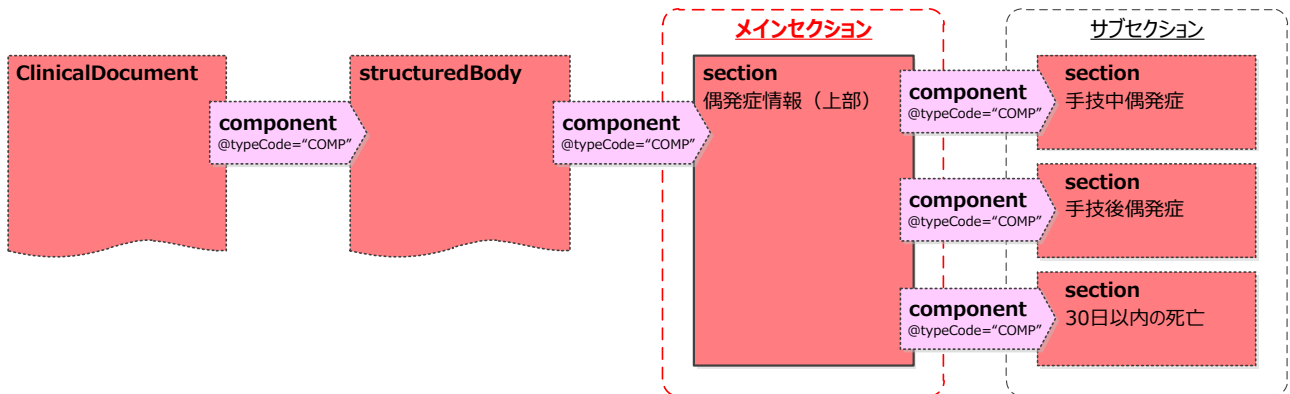 メインセクション
サブセクション
ClinicalDocument
component
@typeCode=“COMP”
structuredBody
component
@typeCode=“COMP”
section
偶発症情報（上部）
component
@typeCode=“COMP”
section
手技中偶発症
component
@typeCode=“COMP”
section
手技後偶発症
component
@typeCode=“COMP”
section
30日以内の死亡